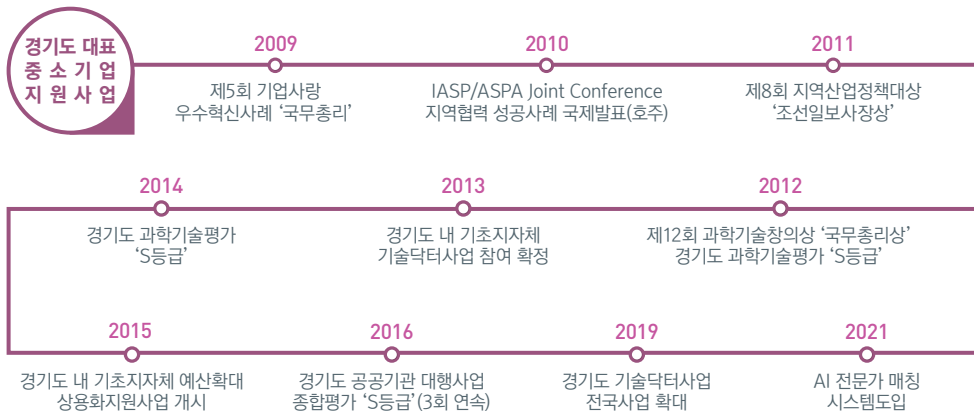 경기도 대표
중 소 기 업
지 원 사 업
2009
제5회 기업사랑
우수혁신사례 ‘국무총리’
2010
IASP/ASPA Joint Conference
지역협력 성공사례 국제발표(호주)
2011
제8회 지역산업정책대상
‘조선일보사장상’
2012
제12회 과학기술창의상 ‘국무총리상’
경기도 과학기술평가 ‘S등급’
2013
경기도 내 기초지자체
기술닥터사업 참여 확정
2014
경기도 과학기술평가
‘S등급’
2015
경기도 내 기초지자체 예산확대
상용화지원사업 개시
2016
경기도 공공기관 대행사업
종합평가 ‘S등급’(3회 연속)
2019
경기도 기술닥터사업
전국사업 확대
2021
AI 전문가 매칭
시스템도입